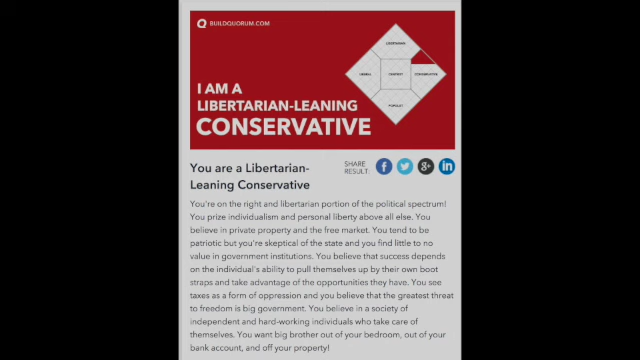 BUILDQUORUM.COM
I AM A
LIBERTARIAN-LEANING
CONSERVATIVE
LIBERTARIAN
LIBERAL
CENTRIST
CONSERVATIVE
POPULIST
You are a Libertarian-
Leaning Conservative
SHARE
RESULT:
You're on the right and libertarian portion of the political spectrum!
You prize individualism and personal liberty above all else. You
believe in private property and the free market. You tend to be
patriotic but you're skeptical of the state and you find little to no
value in government institutions. You believe that success depends
on the individual's ability to pull themselves up by their own boot
straps and take advantage of the opportunities they have. You see
taxes as a form of oppression and you believe that the greatest threat
to freedom is big government. You believe in a society of
independent and hard-working individuals who take care of
themselves. You want big brother out of your bedroom, out of your
bank account, and off your property!